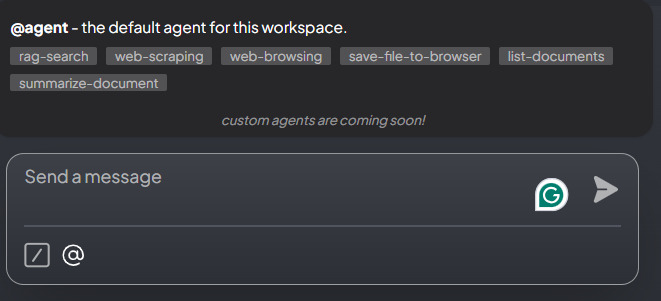 @agent - the default agent for this workspace.
rag-search web-scraping web-browsing save-file-to-browser list-documents
summarize-document
custom agents are coming soon!
Send a message
G
/ @